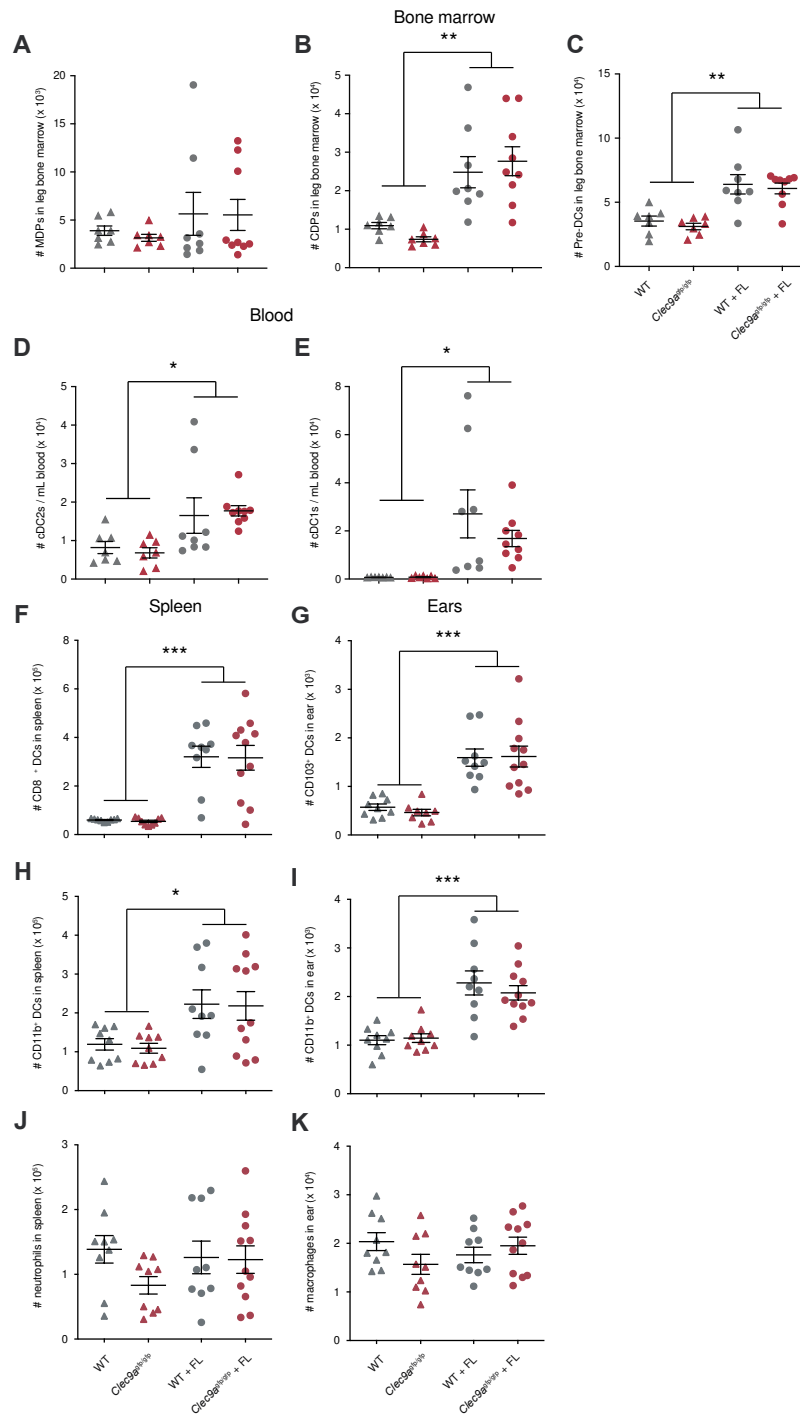 Bone marrow
A
B
C
**
**
# MDPs in leg bone marrow (x 10³)
20
15
10
5
0
# CDPs in leg bone marrow (x 10⁴)
5
4
3
2
1
0
# Pre-DCs in leg bone marrow (x 10⁴)
15
10
5
0
WT
Clec9a^gfp/gfp
WT + FL
Clec9a^gfp/gfp + FL
Blood
D
E
*
*
# cDC2s / mL blood (x 10⁴)
5
4
3
2
1
0
# cDC1s / mL blood (x 10⁴)
8
6
4
2
0
Spleen
Ears
F
G
***
***
# CD8 ⁺ DCs in spleen (x 10⁵)
8
6
4
2
0
# CD103⁺ DCs in ear (x 10³)
4
3
2
1
0
H
I
*
***
# CD11b⁺ DCs in spleen (x 10⁶)
5
4
3
2
1
0
# CD11b⁺ DCs in ear (x 10³)
4
3
2
1
0
J
K
# neutrophils in spleen (x 10⁶)
3
2
1
0
# macrophages in ear (x 10⁴)
4
3
2
1
0
WT
Clec9a^gfp/gfp
WT + FL
Clec9a^gfp/gfp + FL
WT
Clec9a^gfp/gfp
WT + FL
Clec9a^gfp/gfp + FL